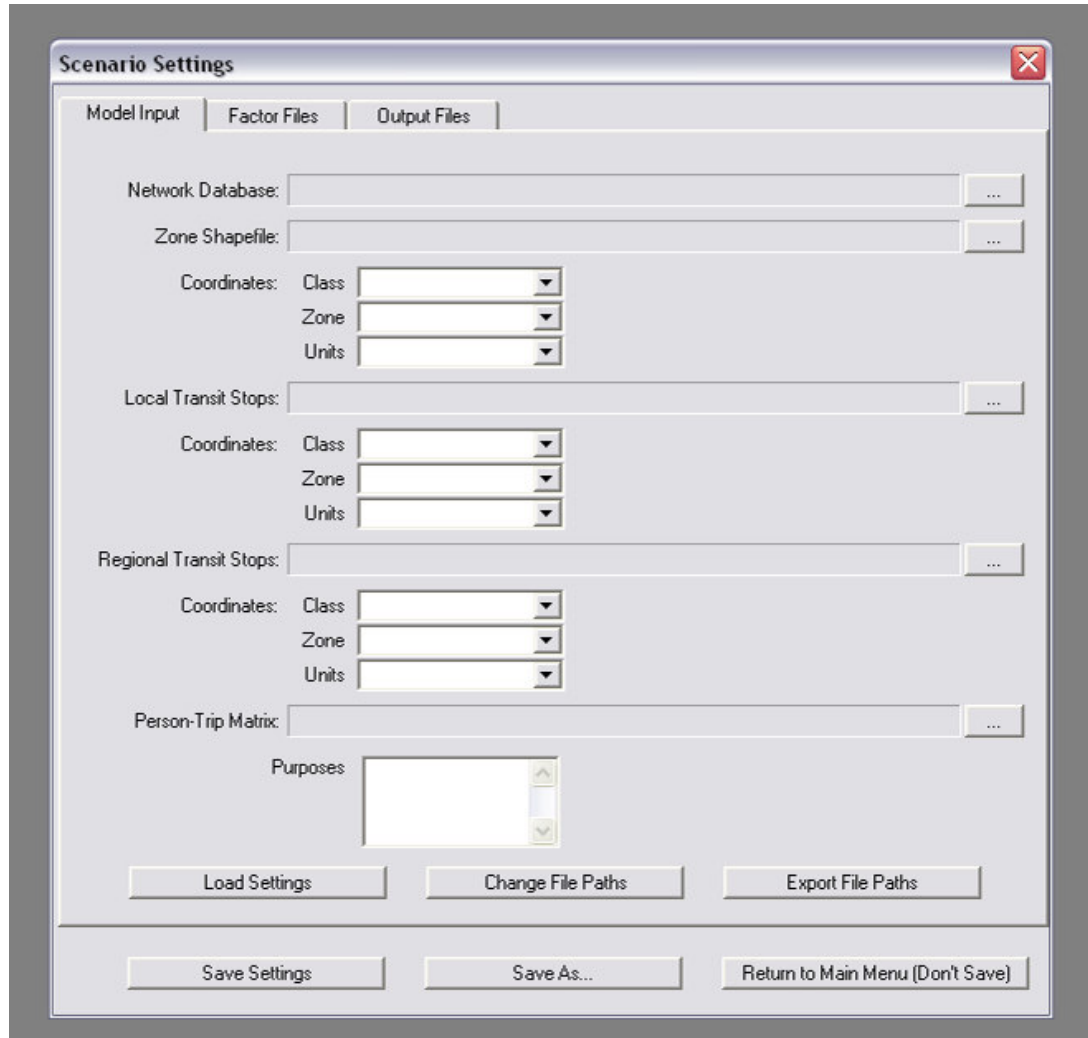 Scenario Settings
Model Input Factor Files Output Files
Network Database: ...
Zone Shapefile: ...
Coordinates: Class
Zone
Units
Local Transit Stops: ...
Coordinates: Class
Zone
Units
Regional Transit Stops: ...
Coordinates: Class
Zone
Units
Person-Trip Matrix: ...
Purposes
Load Settings Change File Paths Export File Paths
Save Settings Save As... Return to Main Menu (Don't Save)